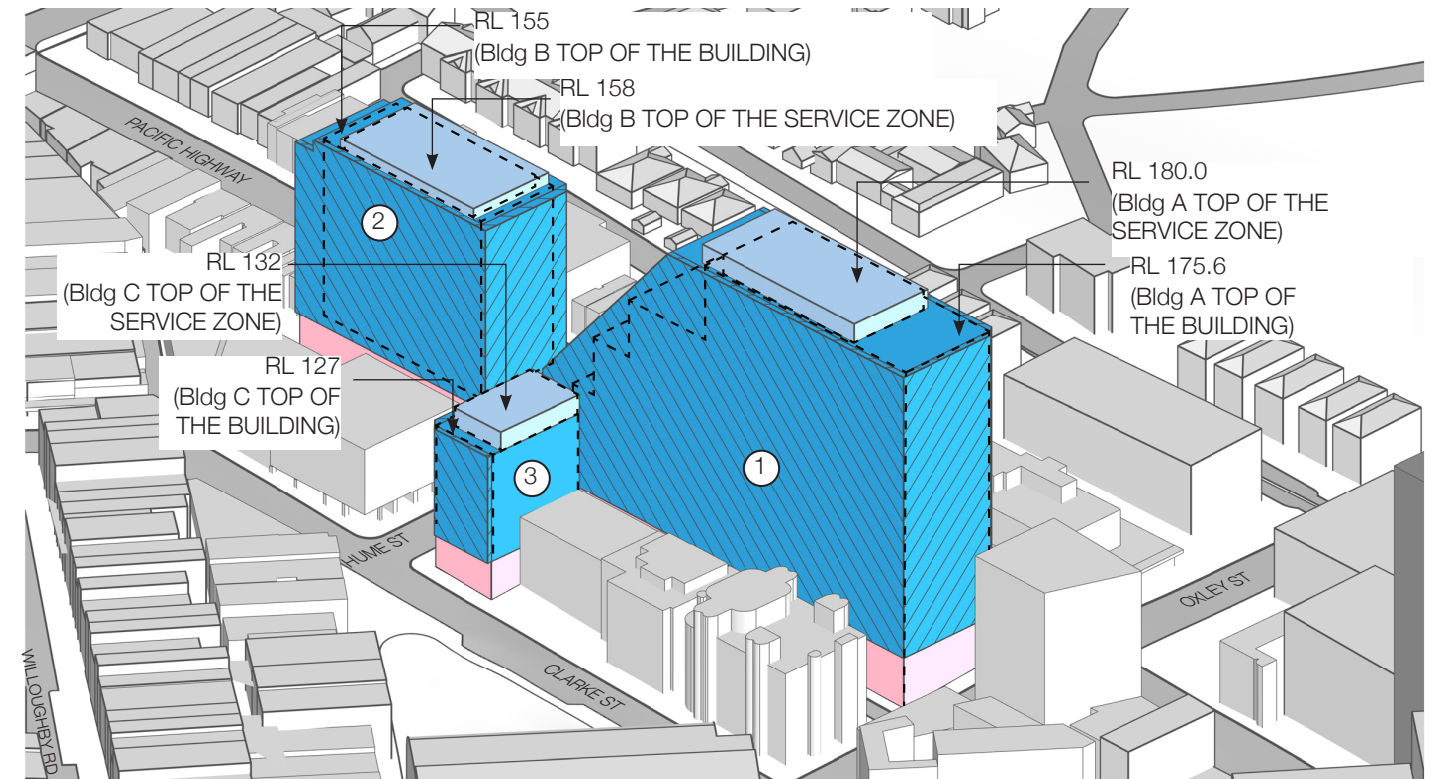 RL 155
(Bldg B TOP OF THE BUILDING)
RL 158
(Bldg B TOP OF THE SERVICE ZONE)
PACIFIC HIGHWAY
RL 180.0
(Bldg A TOP OF THE
SERVICE ZONE)
2
RL 132
(Bldg C TOP OF THE
SERVICE ZONE)
RL 175.6
(Bldg A TOP OF
THE BUILDING)
RL 127
(Bldg C TOP OF
THE BUILDING)
1
3
HUME ST
OXLEY ST
CLARKE ST
WILLOUGHBY RD